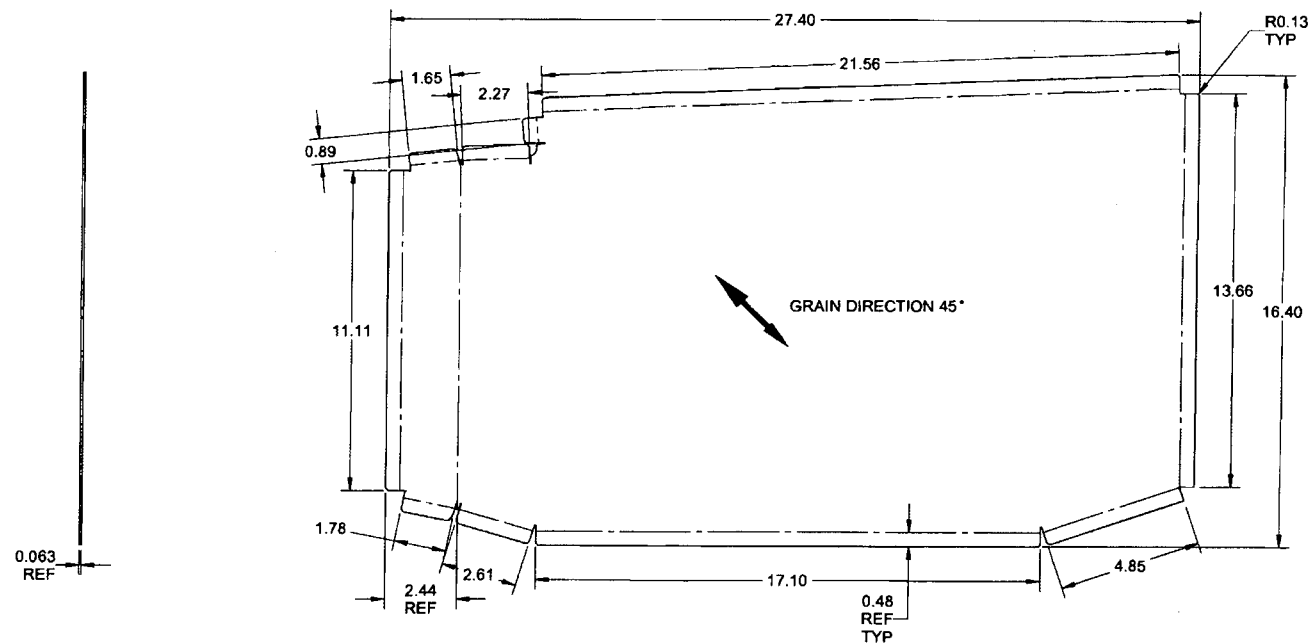 27.40
R0.13
TYP
21.56
1.65
2.27
0.89
11.11
GRAIN DIRECTION 45°
13.66
16.40
1.78
0.063
REF
2.61
2.44
REF
17.10
4.85
0.48
REF
TYP